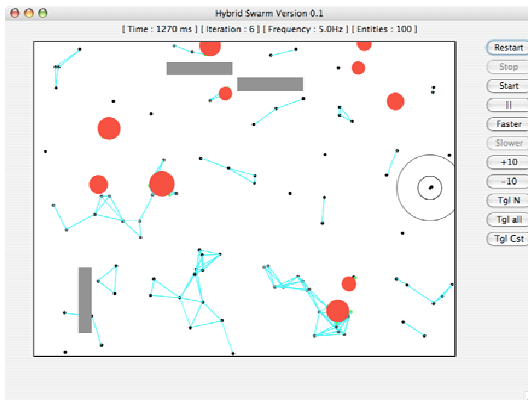 Hybrid Swarm Version 0.1
[ Time : 1270 ms ] [ Iteration : 6 ] [ Frequency : 5.0Hz ] [ Entities : 100 ]
Restart
Stop
Start
||
Faster
Slower
+10
-10
Tgl N
Tgl all
Tgl Cst